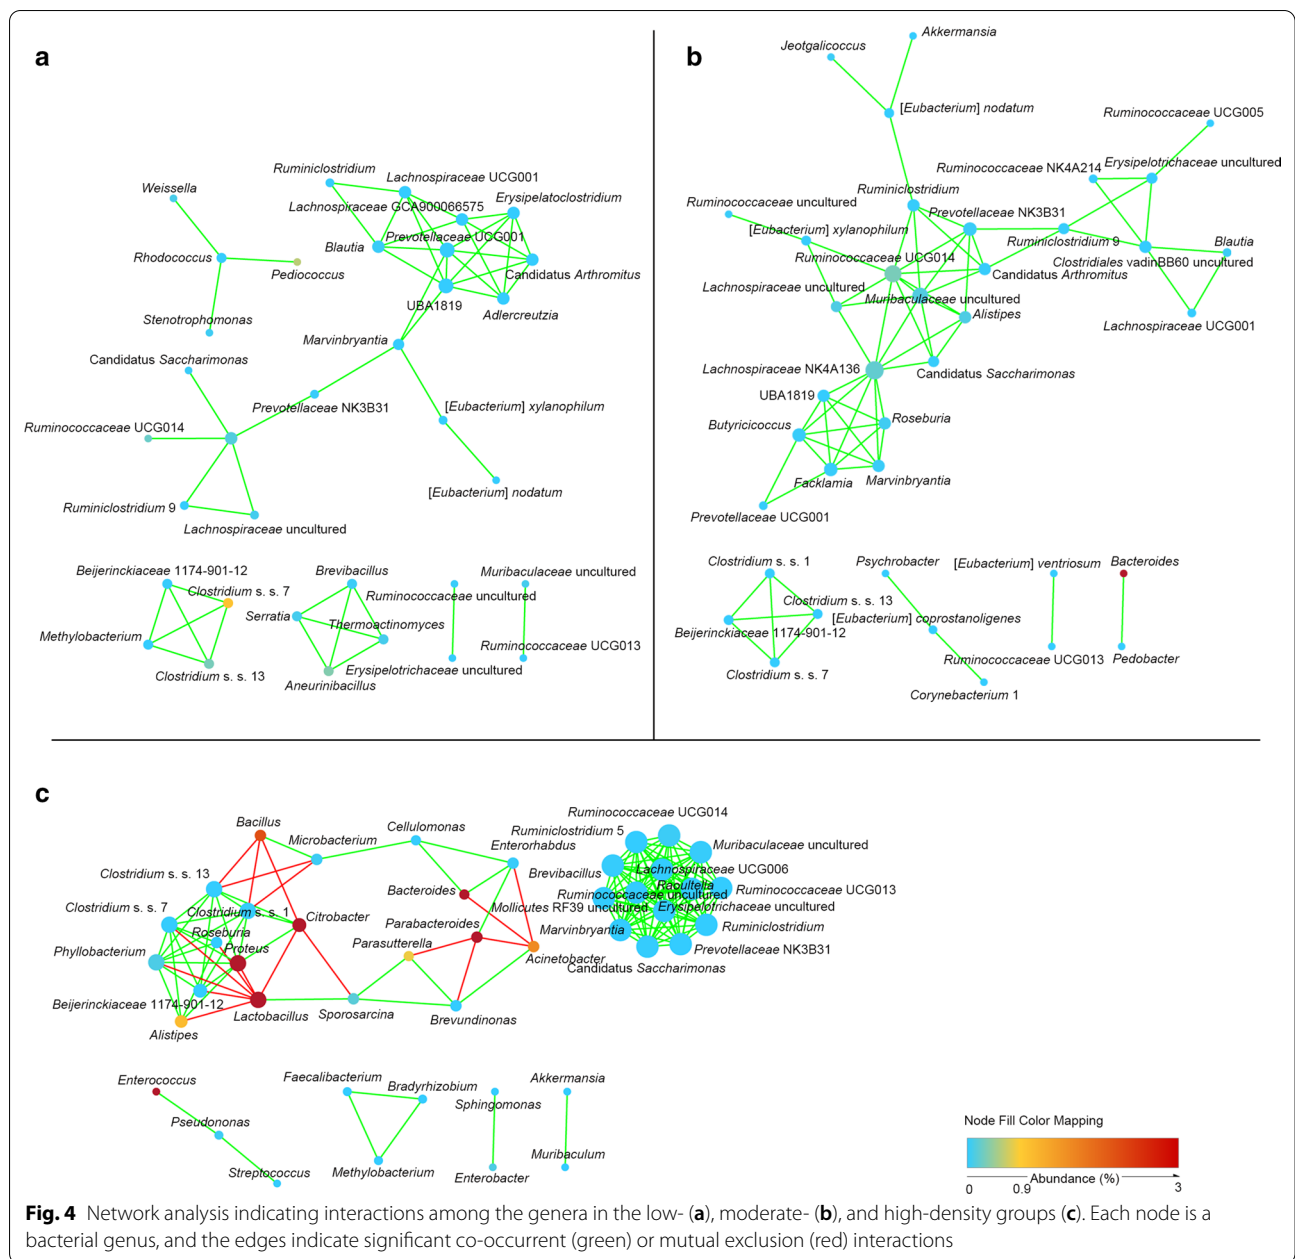 a
Ruminiclostridium
Lachnospiraceae UCG001
Weissella
Erysipelatoclostridium
Lachnospiraceae GCA900066575
Prevotellaceae UCG001
Blautia
Rhodococcus
Pediococcus
Candidatus Arthromitus
UBA1819
Adlercreutzia
Stenotrophomonas
Marvinbryantia
Candidatus Saccharimonas
Prevotellaceae NK3B31
[Eubacterium] xylanophilum
Ruminococcaceae UCG014
[Eubacterium] nodatum
Ruminiclostridium 9
Lachnospiraceae uncultured
Beijerinckiaceae 1174-901-12
Clostridium s. s. 7
Methylobacterium
Clostridium s. s. 13
Brevibacillus
Serratia
Thermoactinomyces
Aneurinibacillus
Ruminococcaceae uncultured
Erysipelotrichaceae uncultured
Muribaculaceae uncultured
Ruminococcaceae UCG013
b
Akkermansia
Jeotgalicoccus
[Eubacterium] nodatum
Ruminococcaceae UCG005
Ruminococcaceae NK4A214
Erysipelotrichaceae uncultured
Ruminiclostridium
Ruminococcaceae uncultured
Prevotellaceae NK3B31
[Eubacterium] xylanophilum
Ruminiclostridium 9
Blautia
Ruminococcaceae UCG014
Clostridiales vadinBB60 uncultured
Candidatus Arthromitus
Lachnospiraceae uncultured
Muribaculaceae uncultured
Alistipes
Lachnospiraceae UCG001
Lachnospiraceae NK4A136
Candidatus Saccharimonas
UBA1819
Butyricicoccus
Roseburia
Facklamia
Marvinbryantia
Prevotellaceae UCG001
Clostridium s. s. 1
Clostridium s. s. 13
Beijerinckiaceae 1174-901-12
Clostridium s. s. 7
Psychrobacter
[Eubacterium] coprostanoligenes
Corynebacterium 1
[Eubacterium] ventriosum
Ruminococcaceae UCG013
Bacteroides
Pedobacter
c
Bacillus
Microbacterium
Cellulomonas
Enterorhabdus
Clostridium s. s. 13
Bacteroides
Clostridium s. s. 7
Clostridium s. s. 1
Citrobacter
Parabacteroides
Roseburia
Proteus
Parasutterella
Phyllobacterium
Acinetobacter
Beijerinckiaceae 1174-901-12
Lactobacillus
Sporosarcina
Brevundinonas
Alistipes
Ruminococcaceae UCG014
Ruminiclostridium 5
Muribaculaceae uncultured
Brevibacillus
Lachnospiraceae UCG006
Raoultella
Ruminococcaceae UCG013
Ruminococcaceae uncultured
Mollicutes RF39 uncultured
Erysipelotrichaceae uncultured
Marvinbryantia
Ruminiclostridium
Prevotellaceae NK3B31
Candidatus Saccharimonas
Enterococcus
Pseudononas
Streptococcus
Faecalibacterium
Bradyrhizobium
Methylobacterium
Sphingomonas
Enterobacter
Akkermansia
Muribaculum
Node Fill Color Mapping
Abundance (%)
0 0.9 3
Fig. 4 Network analysis indicating interactions among the genera in the low- (a), moderate- (b), and high-density groups (c). Each node is a
bacterial genus, and the edges indicate significant co-occurrent (green) or mutual exclusion (red) interactions